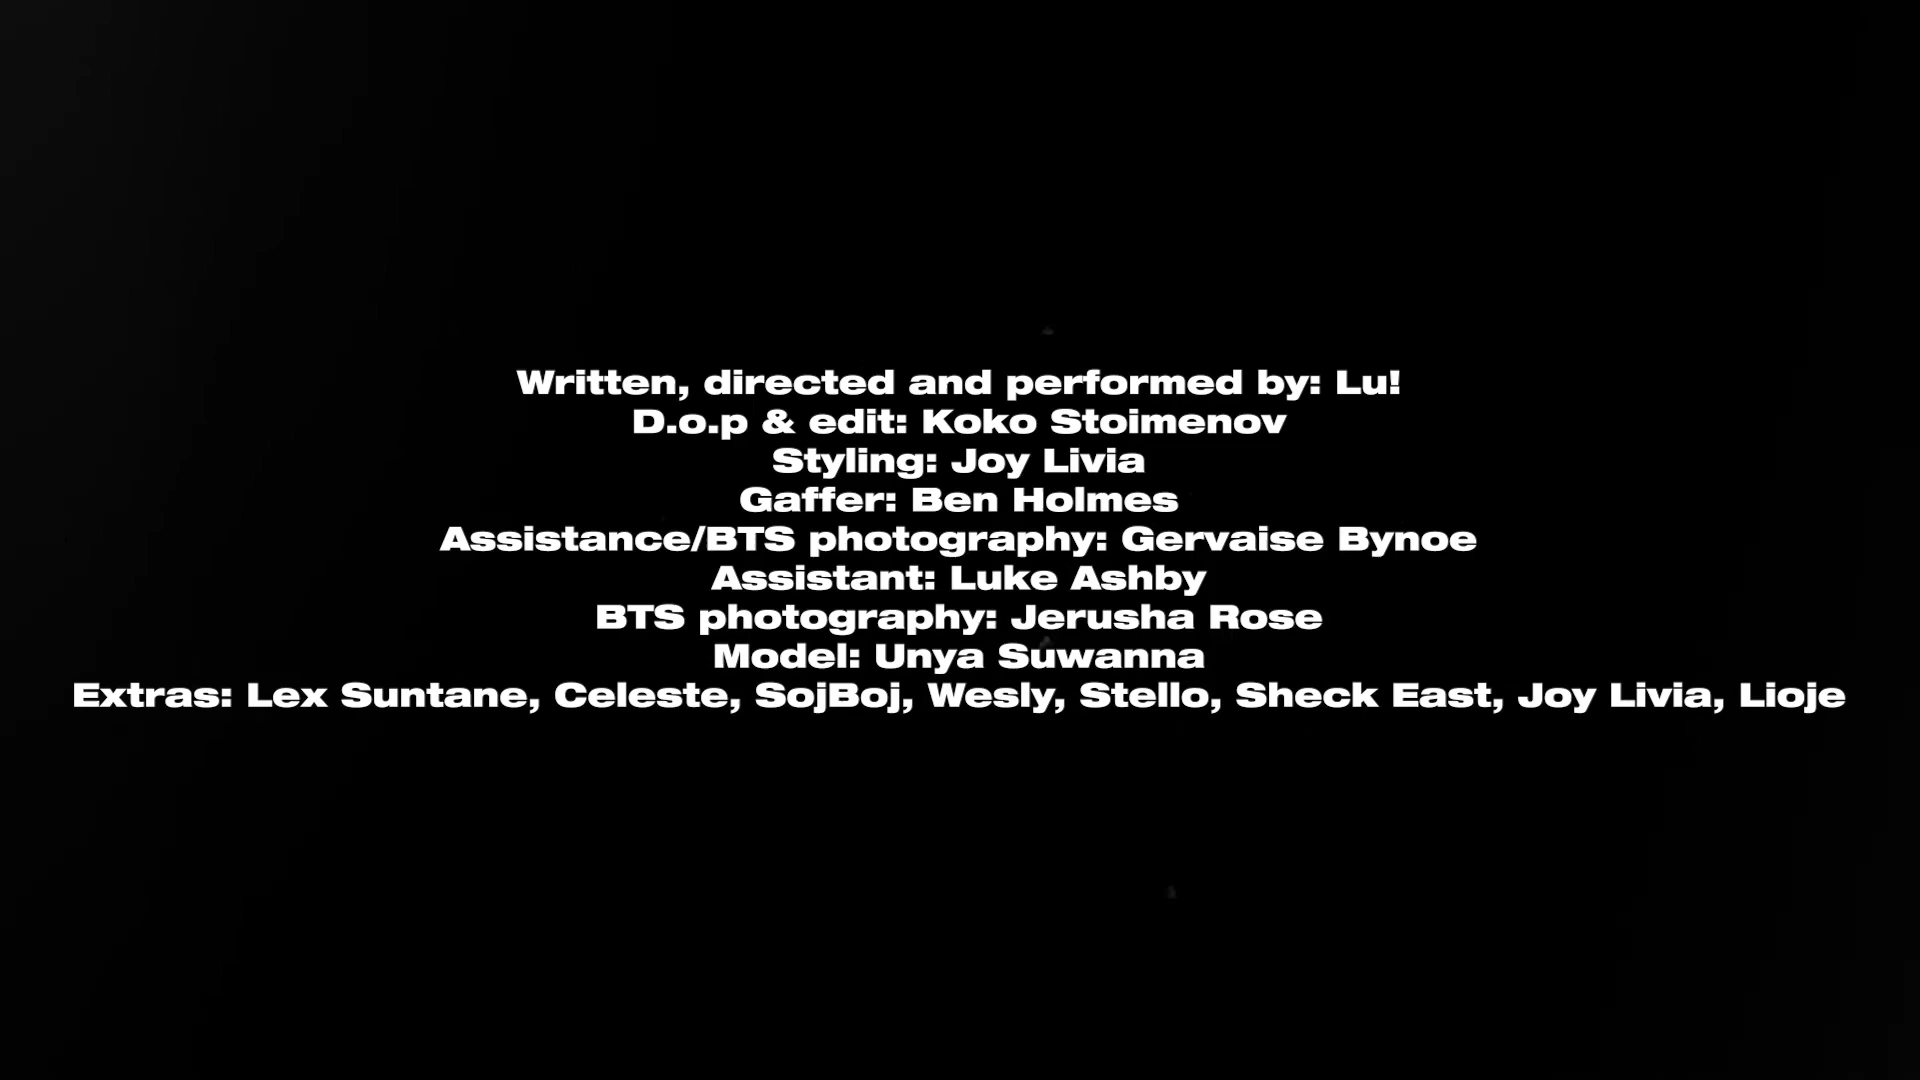 Written, directed and performed by: Lu!
D.o.p & edit: Koko Stoimenov
Styling: Joy Livia
Gaffer: Ben Holmes
Assistance/BTS photography: Gervaise Bynoe
Assistant: Luke Ashby
BTS photography: Jerusha Rose
Model: Unya Suwanna
Extras: Lex Suntane, Celeste, SojBoj, Wesly, Stello, Sheck East, Joy Livia, Lioje